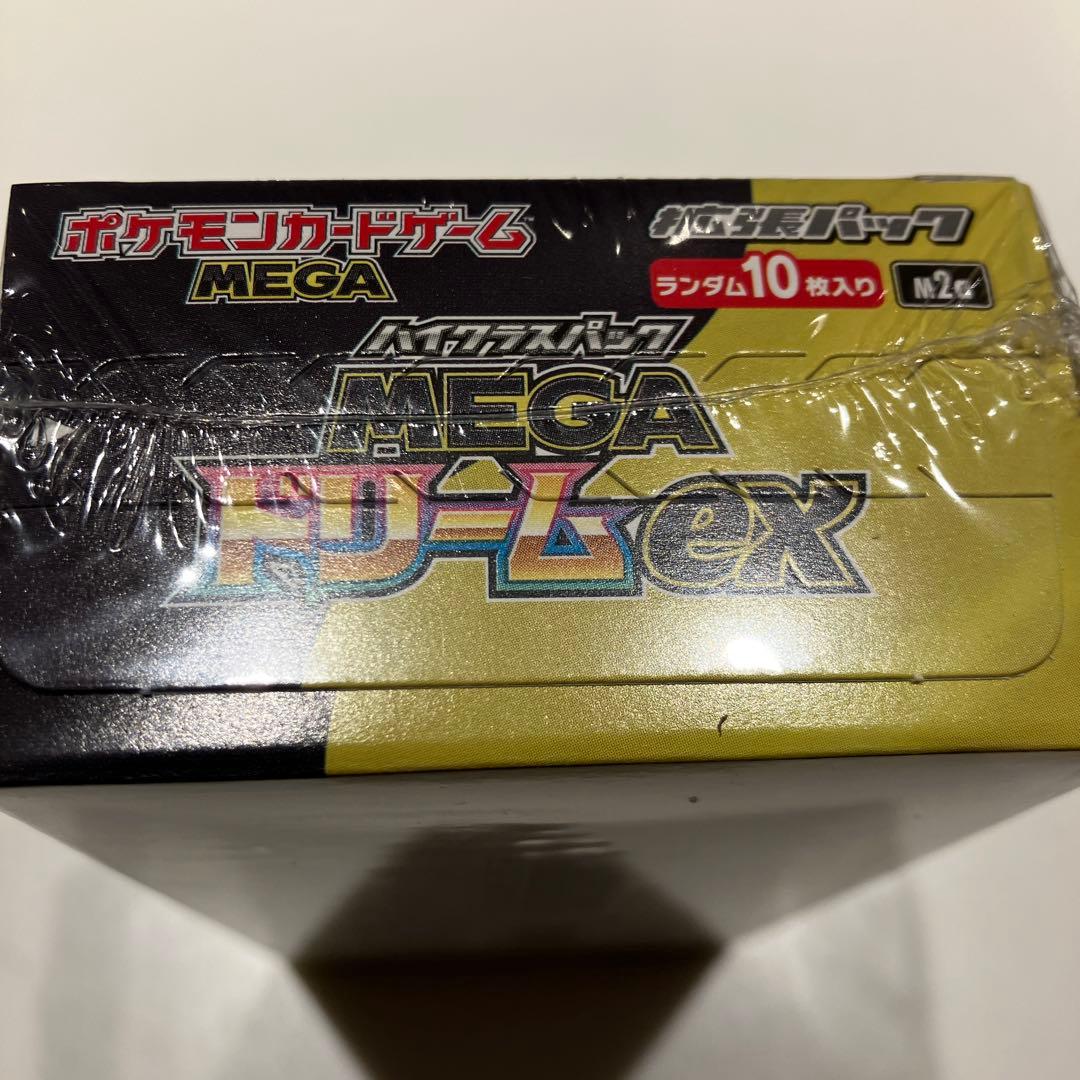 ポケモンカードゲーム™
MEGA
拡張パック
ランダム10枚入り
M2a
ハイクラスパック
MEGA
ドリームex